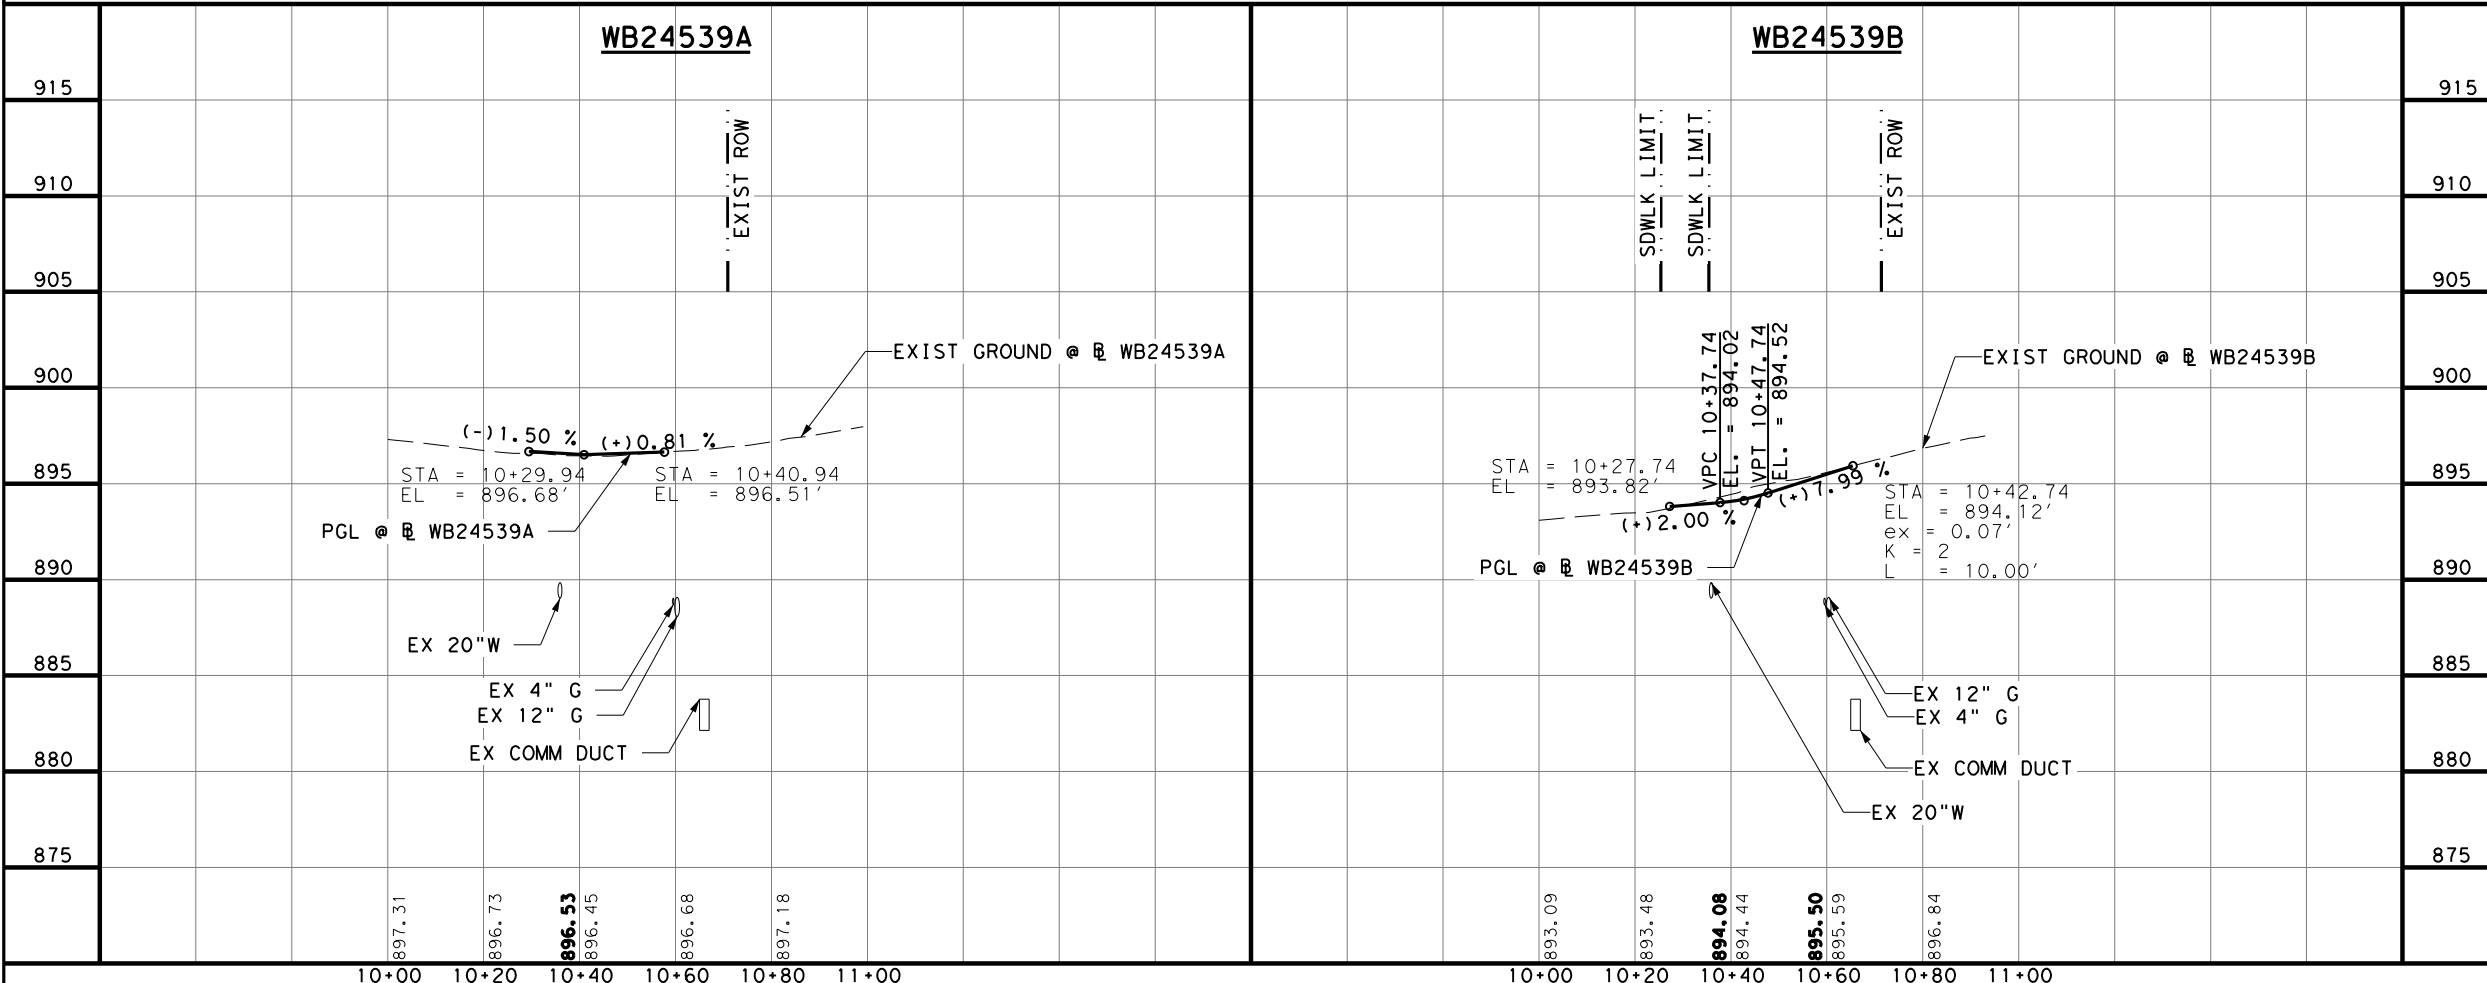 WB24539A
915
910
905
900
895
890
885
880
875
EXIST ROW
EXIST GROUND @ BL WB24539A
(-)1.50 %
(+)0.81 %
STA = 10+29.94
EL = 896.68'
STA = 10+40.94
EL = 896.51'
PGL @ BL WB24539A
EX 20"W
EX 4" G
EX 12" G
EX COMM DUCT
897.31
896.73
896.53
896.45
896.68
897.18
10+00
10+20
10+40
10+60
10+80
11+00
WB24539B
SDWLK LIMIT
SDWLK LIMIT
EXIST ROW
VPC 10+37.74
EL. = 894.02
VPT 10+47.74
EL. = 894.52
EXIST GROUND @ BL WB24539B
STA = 10+27.74
EL = 893.82'
(+)2.00 %
(+)7.99 %
STA = 10+42.74
EL = 894.12'
ex = 0.07'
K = 2
L = 10.00'
PGL @ BL WB24539B
EX 12" G
EX 4" G
EX COMM DUCT
EX 20"W
893.09
893.48
894.08
894.44
895.50
895.59
896.84
10+00
10+20
10+40
10+60
10+80
11+00
915
910
905
900
895
890
885
880
875